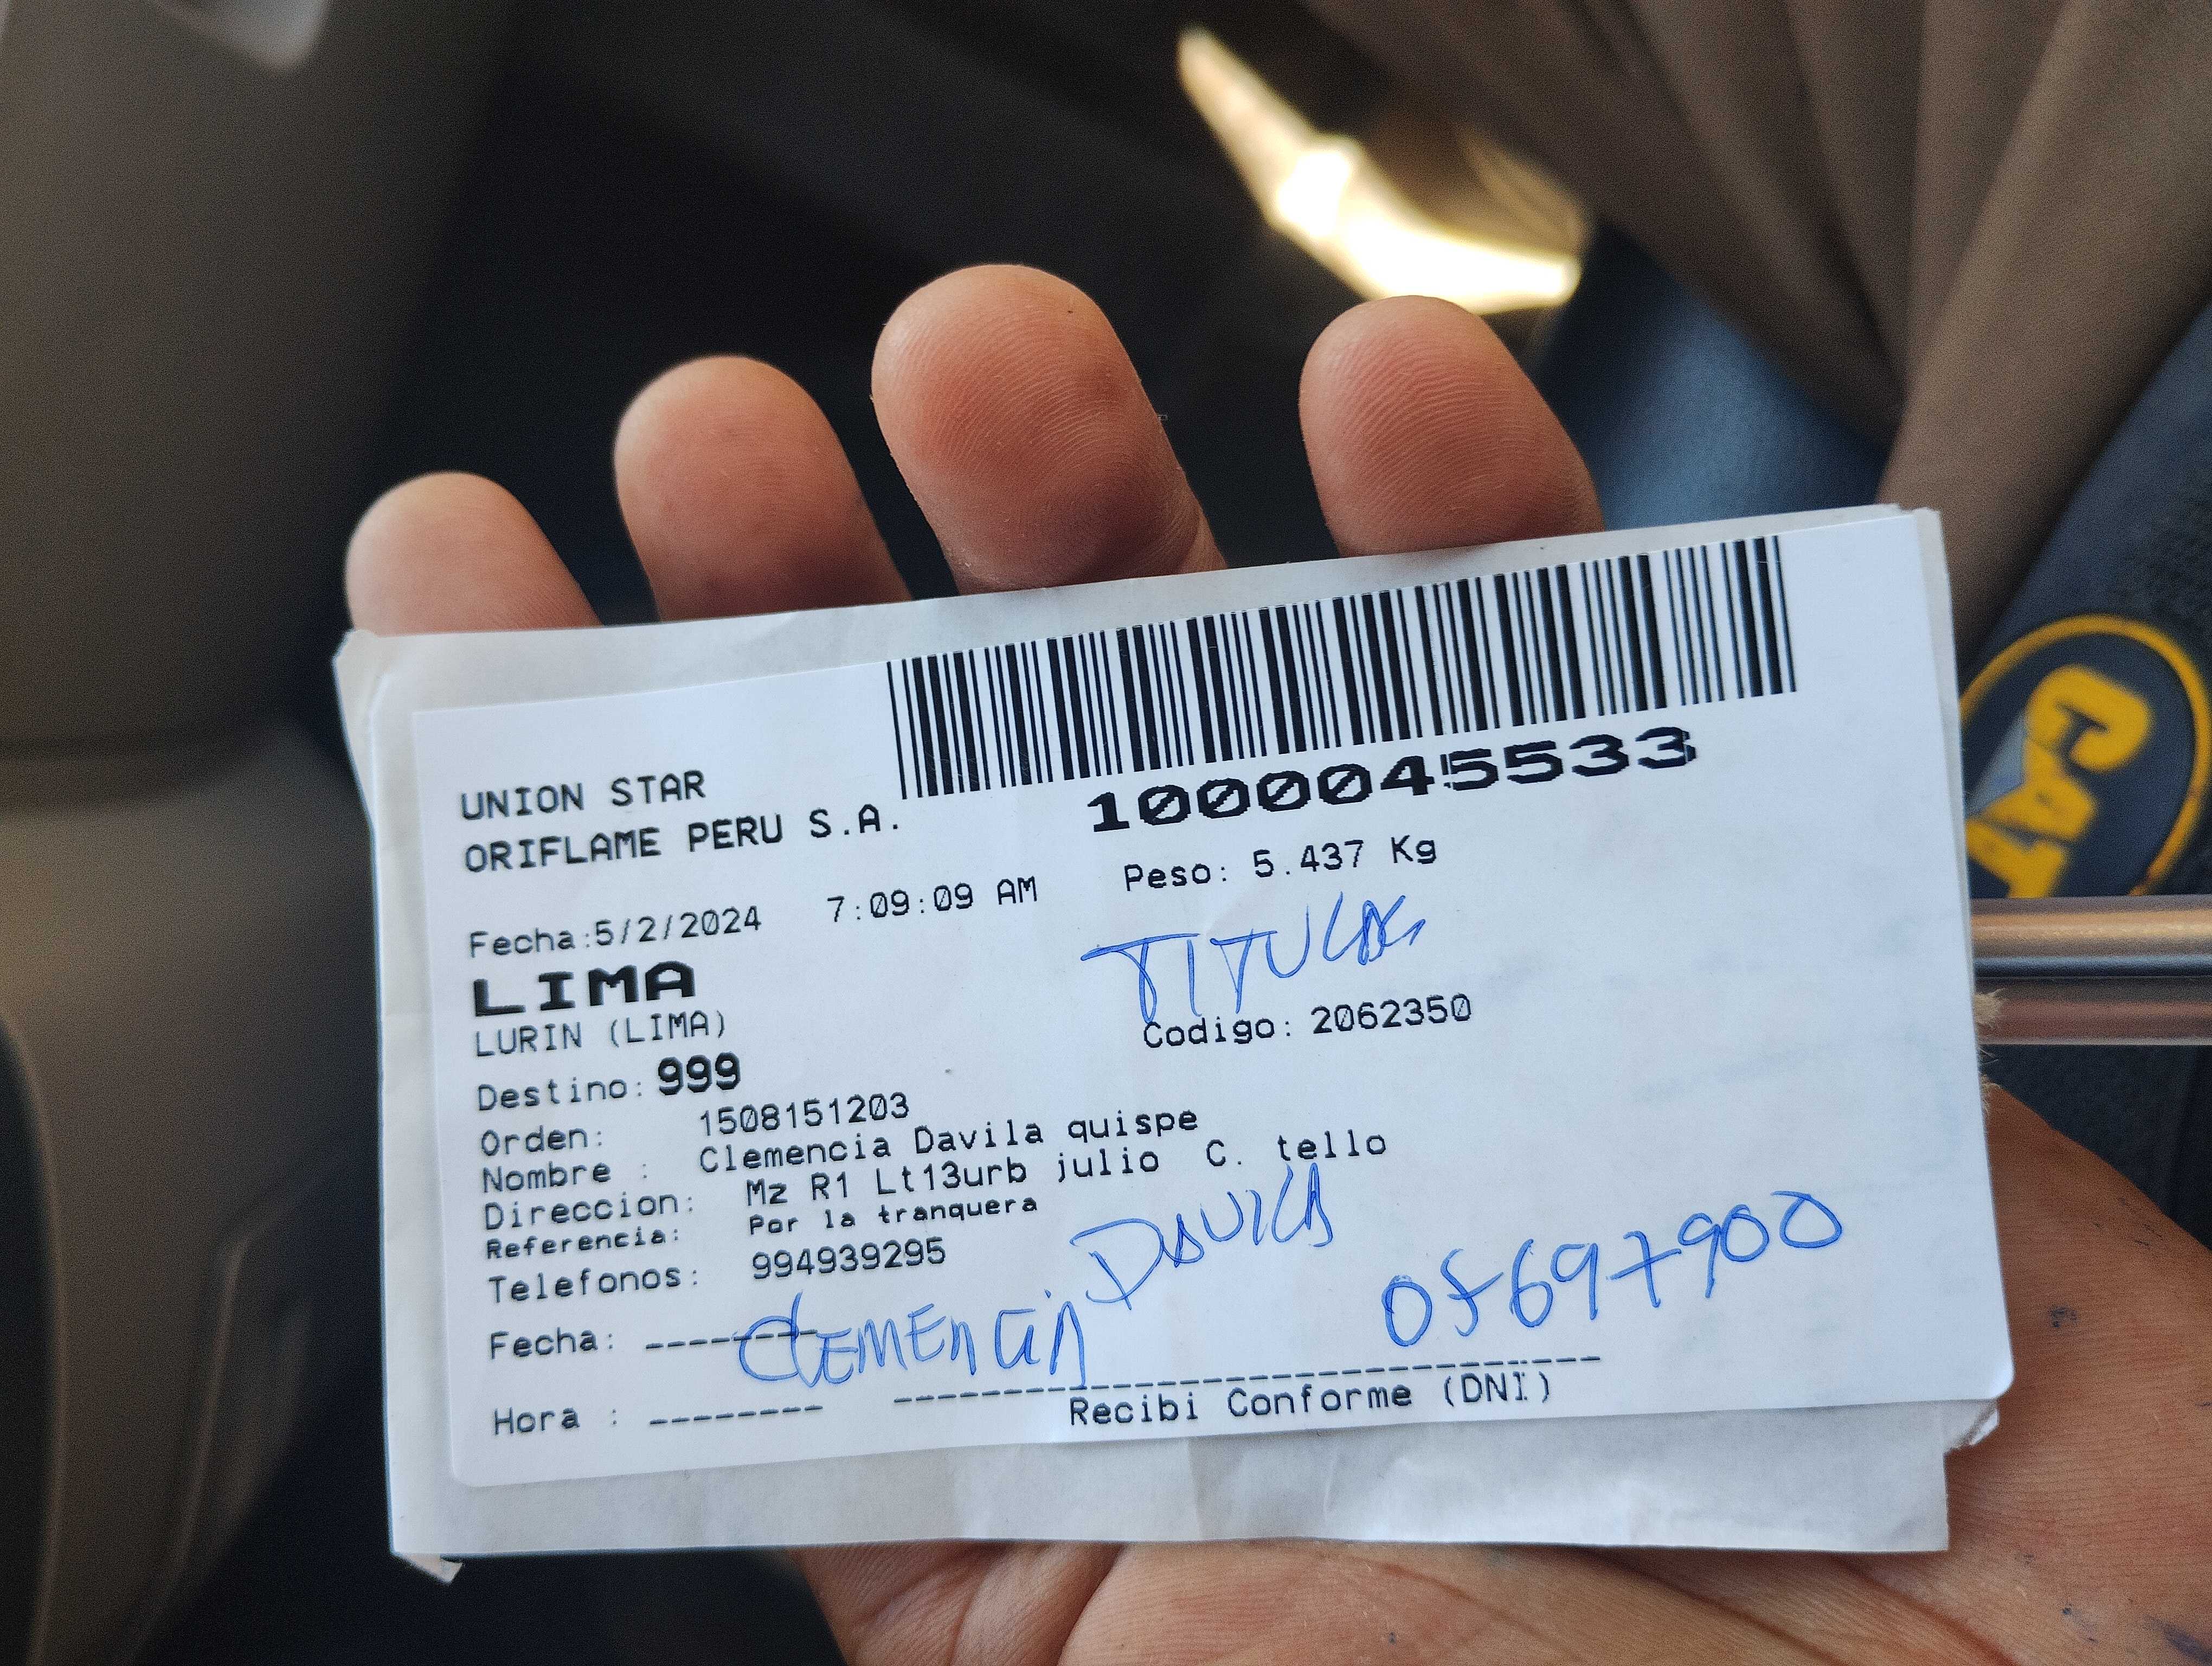 UNION STAR
ORIFLAME PERU S.A.
1000045533
Fecha:5/2/2024 7:09:09 AM Peso: 5.437 Kg
LIMA
TITULAR
LURIN (LIMA)
Codigo: 2062350
Destino: 999
Orden: 1508151203
Nombre : Clemencia Davila quispe
Direccion: Mz R1 Lt13urb julio C. tello
Referencia: Por la tranquera
Telefonos: 994939295
Clemencia Davila 05697900
Fecha: --------
Hora : --------
Recibi Conforme (DNI)
CAT